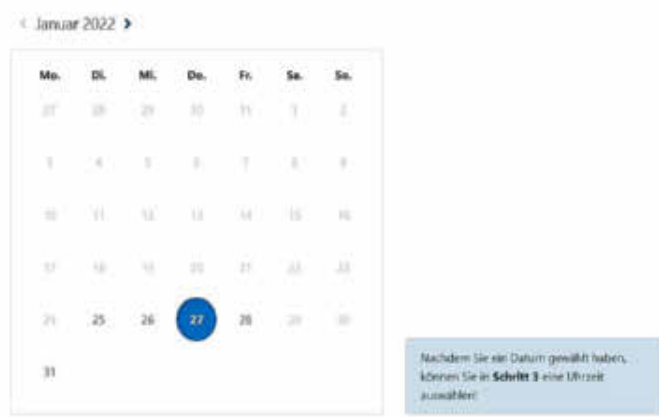 ‹ Januar 2022 ›
Mo. Di. Mi. Do. Fr. Sa. So.
27 28 29 30 31 1 2
3 4 5 6 7 8 9
10 11 12 13 14 15 16
17 18 19 20 21 22 23
24 25 26 27 28 29 30
31
Nachdem Sie ein Datum gewählt haben,
können Sie in Schritt 3 eine Uhrzeit
auswählen!